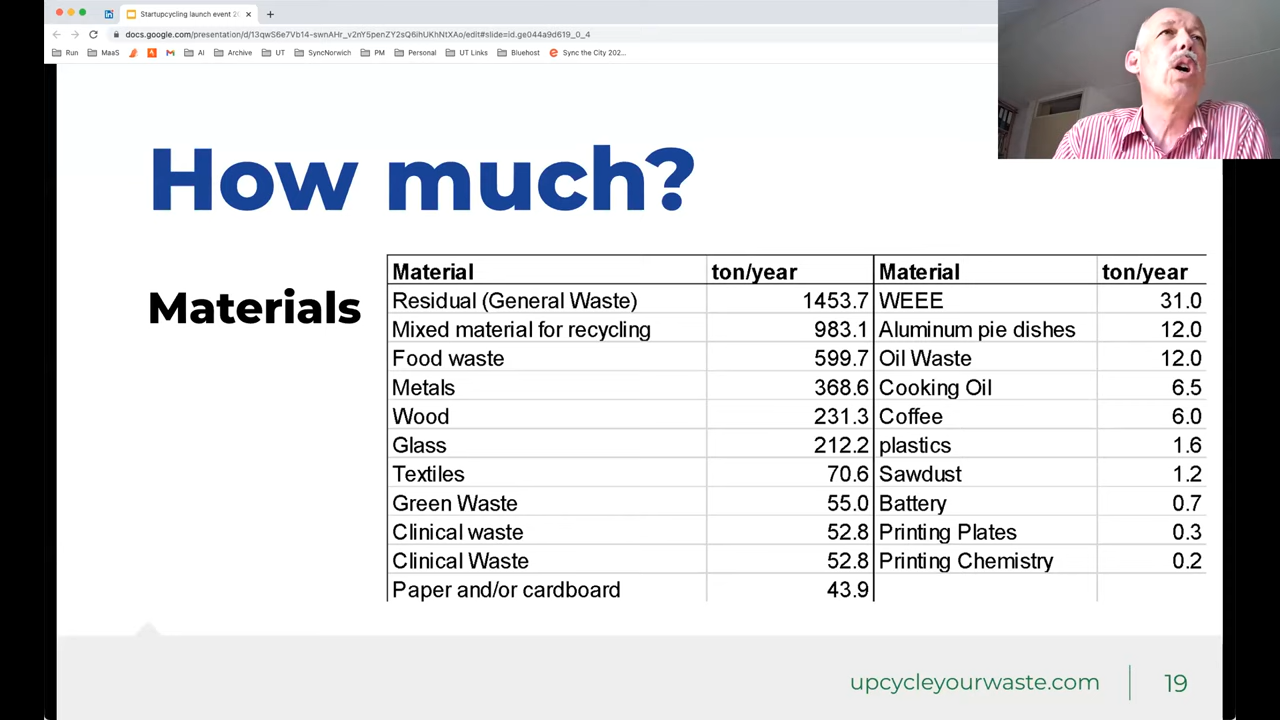 Startupcycling launch event 20
docs.google.com/presentation/d/13qwS6e7Vb14-swnAHr_v2nY5penZY2sQ6ihUKhNtXAo/edit#slide=id.ge044a9d619_0_4
Run MaaS Archive AI UT SyncNorwich PM Personal UT Links Bluehost Sync the City 202...
How much?
Materials
Material ton/year Material ton/year
Residual (General Waste) 1453.7 WEEE 31.0
Mixed material for recycling 983.1 Aluminum pie dishes 12.0
Food waste 599.7 Oil Waste 12.0
Metals 368.6 Cooking Oil 6.5
Wood 231.3 Coffee 6.0
Glass 212.2 plastics 1.6
Textiles 70.6 Sawdust 1.2
Green Waste 55.0 Battery 0.7
Clinical waste 52.8 Printing Plates 0.3
Clinical Waste 52.8 Printing Chemistry 0.2
Paper and/or cardboard 43.9
upcycleyourwaste.com 19